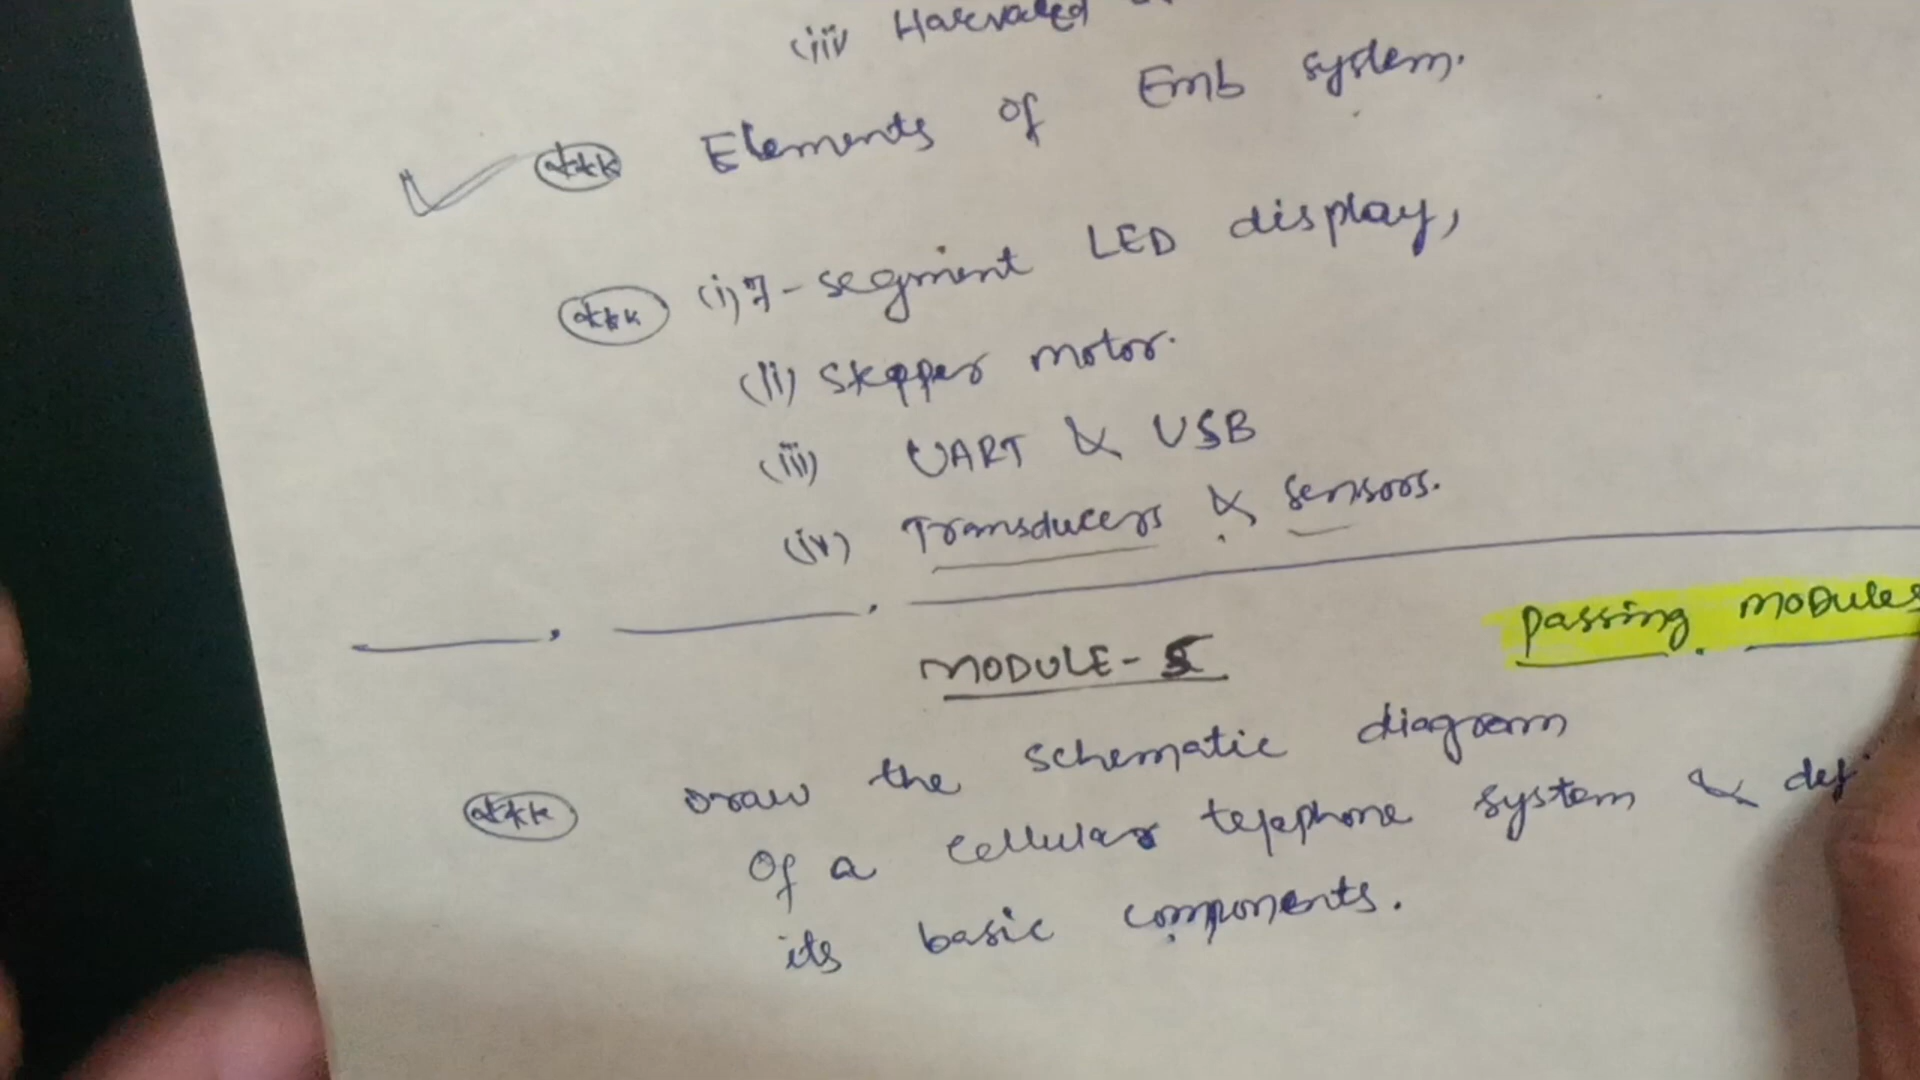 (iii) Harvard
*** Elements of Emb system.
*** (i) 7-segment LED display,
(ii) Stepper motor.
(iii) UART & USB
(iv) Transducers & sensors.
MODULE-5
passing MODULES
*** Draw the schematic diagram
Of a cellular telephone system &
its basic components.